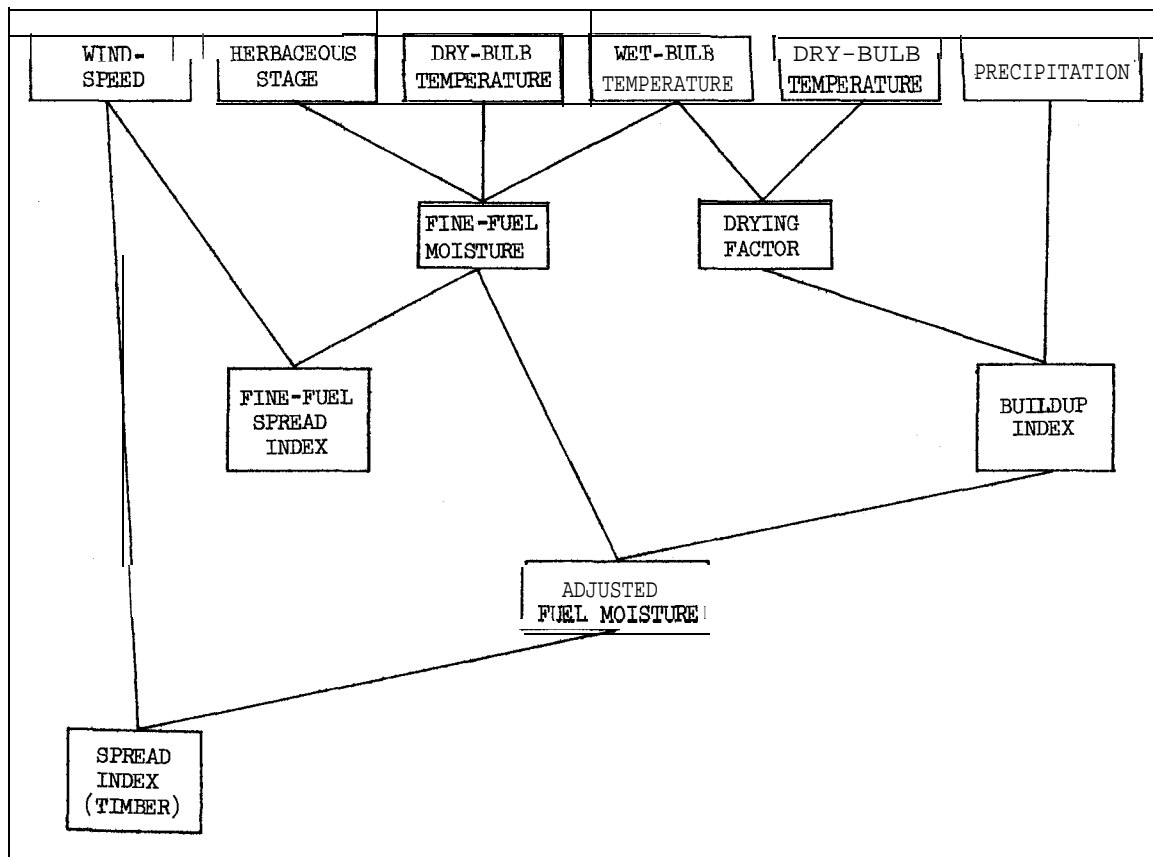 WIND-
SPEED
HERBACEOUS
STAGE
DRY-BULB
TEMPERATURE
WET-BULB
TEMPERATURE
DRY-BULB
TEMPERATURE
PRECIPITATION
FINE-FUEL
MOISTURE
DRYING
FACTOR
FINE-FUEL
SPREAD
INDEX
BUILDUP
INDEX
ADJUSTED
FUEL MOISTURE
SPREAD
INDEX
(TIMBER)